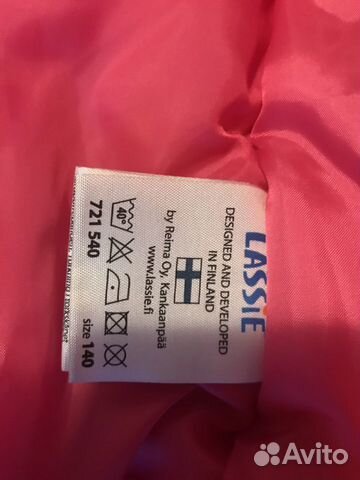 LASSIE
DESIGNED AND DEVELOPED
IN FINLAND
by Reima Oy, Kankaanpää
www.lassie.fi
40°
721 540
size 140
Avito